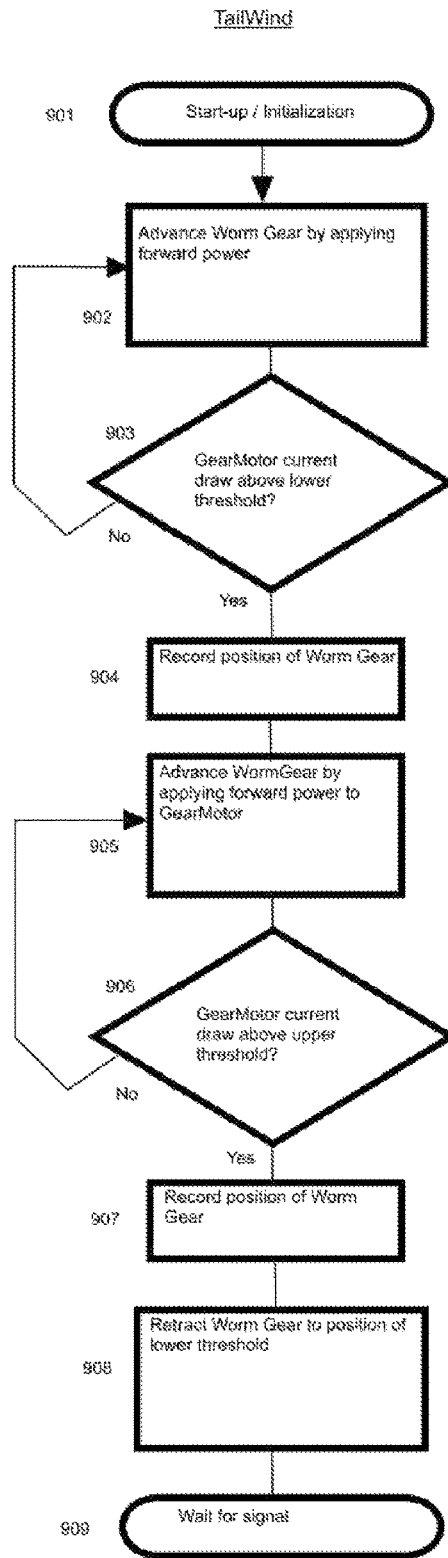 TailWind
901
Start-up / Initialization
Advance Worm Gear by applying
forward power
902
903
GearMotor current
draw above lower
threshold?
No
Yes
904
Record position of Worm Gear
Advance WormGear by
applying forward power to
GearMotor
905
906
GearMotor current
draw above upper
threshold?
No
Yes
907
Record position of Worm
Gear
Retract Worm Gear to position of
lower threshold
908
909
Wait for signal